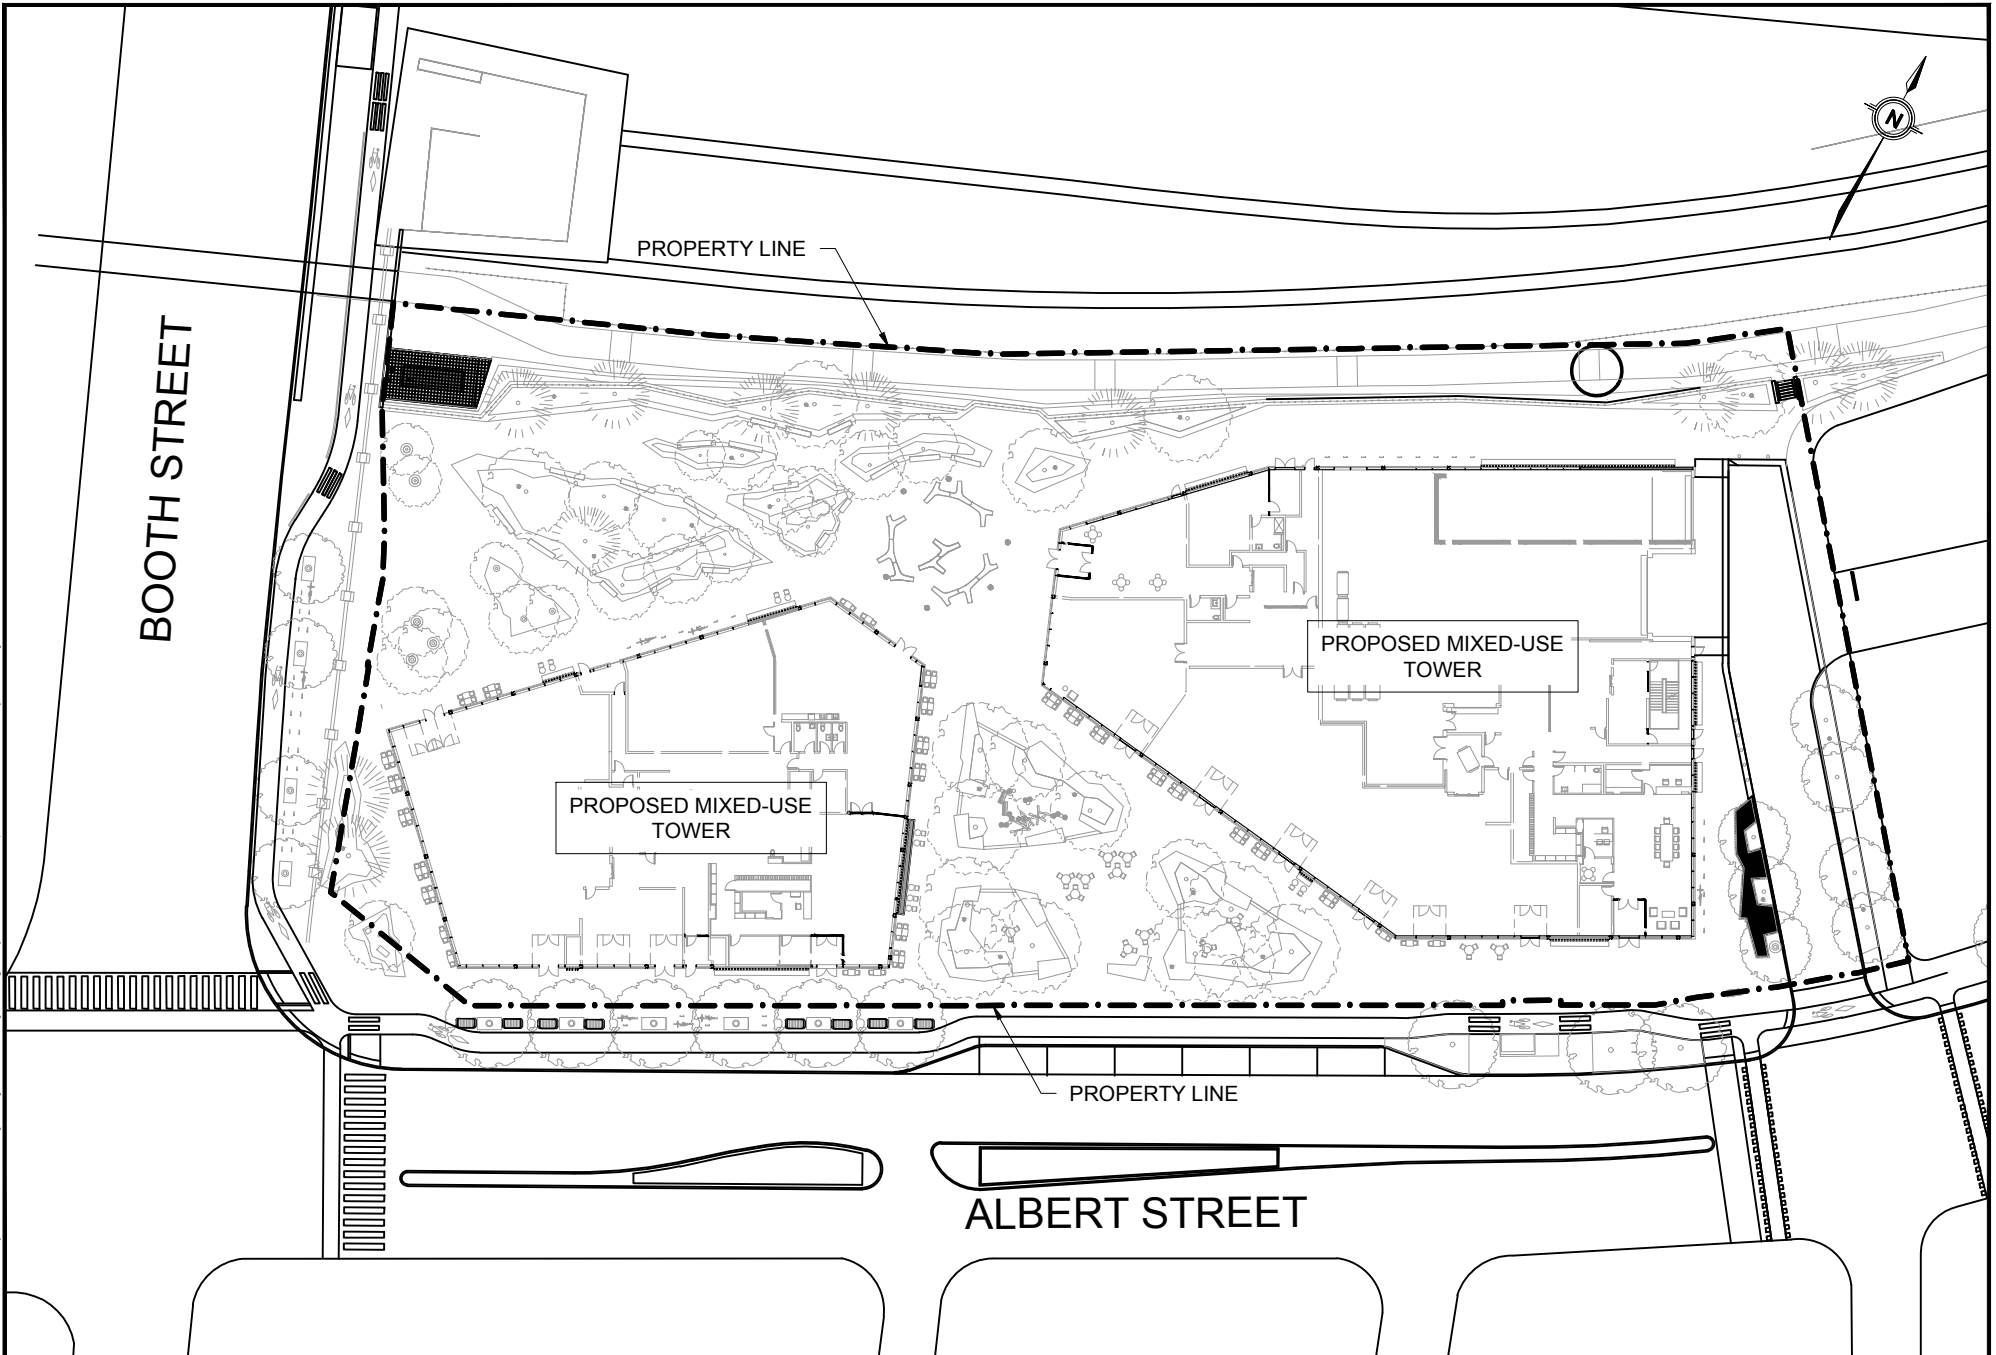 N
PROPERTY LINE
BOOTH STREET
PROPOSED MIXED-USE
TOWER
PROPOSED MIXED-USE
TOWER
PROPERTY LINE
ALBERT STREET